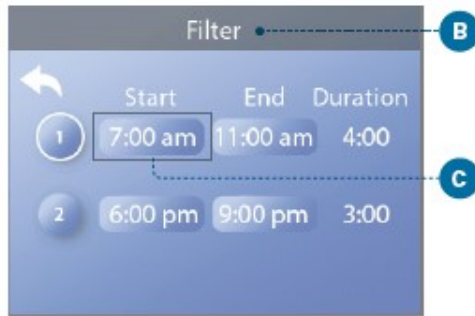 Filter
B
Start End Duration
1 7:00 am 11:00 am 4:00
C
2 6:00 pm 9:00 pm 3:00